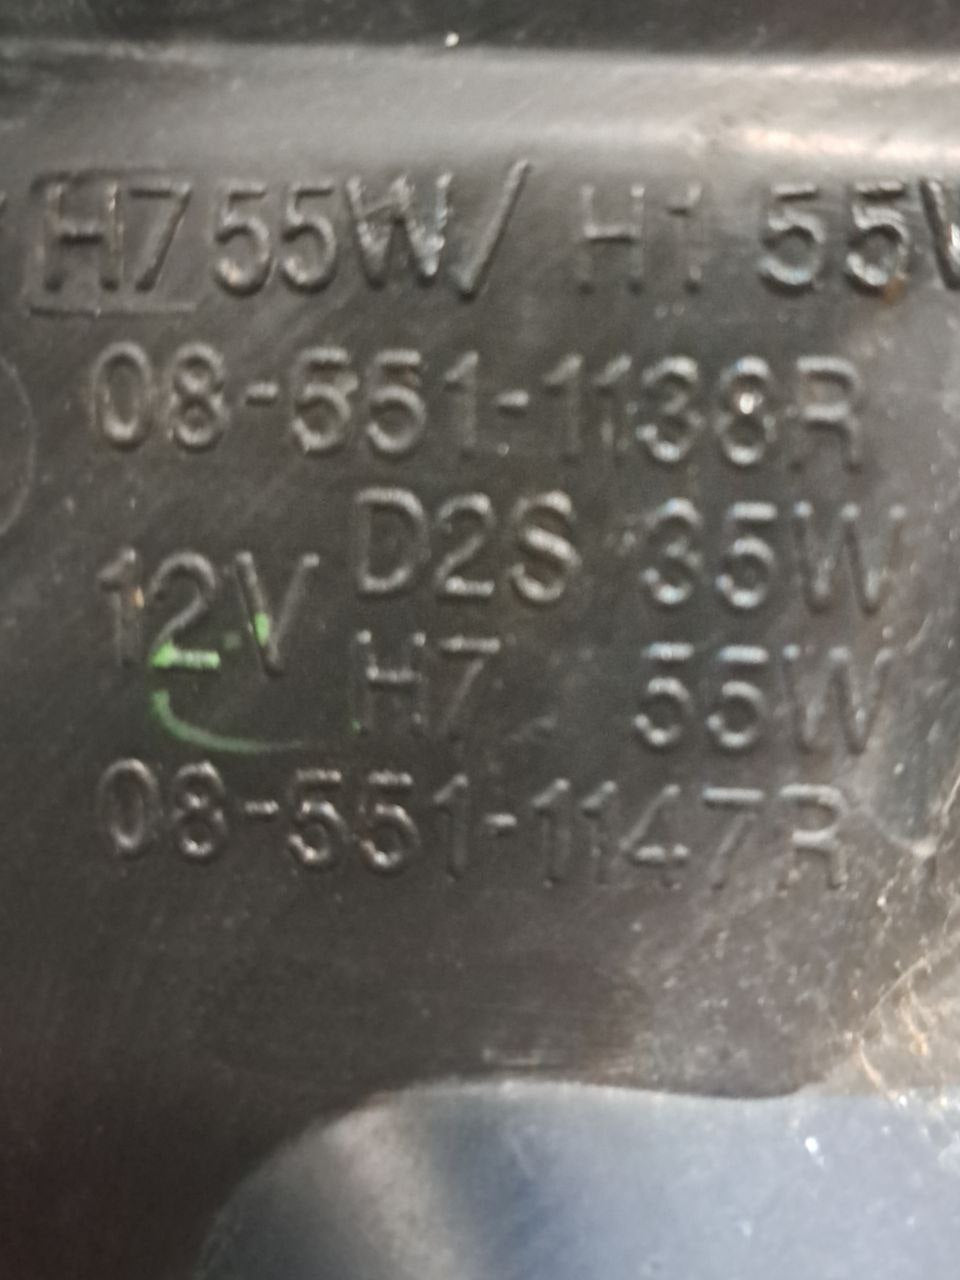 H7 55W/ H1 55W
08-551-1138R
D2S 35W
12V
H7 55W
08-551-1147R